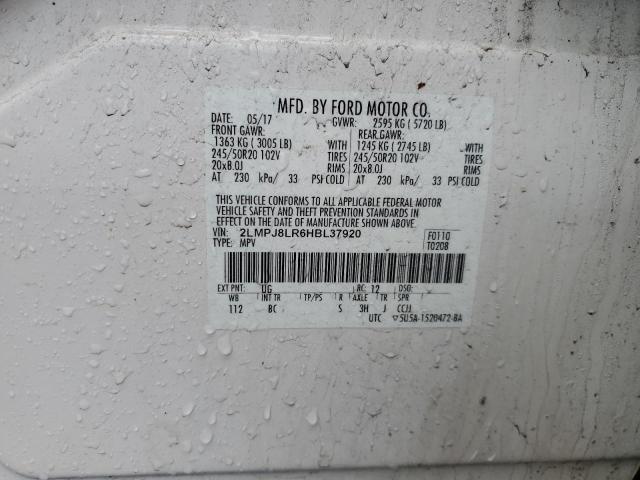 MFD. BY FORD MOTOR CO.
DATE: 05/17 GVWR: 2595 KG ( 5720 LB)
FRONT GAWR: REAR GAWR:
1363 KG ( 3005 LB) WITH 1245 KG ( 2745 LB) WITH
245/50R20 102V TIRES 245/50R20 102V TIRES
20x8.0J RIMS 20x8.0J RIMS
AT 230 kPa/ 33 PSI COLD AT 230 kPa/ 33 PSI COLD
THIS VEHICLE CONFORMS TO ALL APPLICABLE FEDERAL MOTOR
VEHICLE SAFETY AND THEFT PREVENTION STANDARDS IN
EFFECT ON THE DATE OF MANUFACTURE SHOWN ABOVE.
VIN: 2LMPJ8LR6HBL37920 F0110
TYPE: MPV T0208
EXT PNT: UG RC: 12 DSO:
WB INT TR TP/PS R AXLE TR SPR
112 BC S 3H J CCJJ
UTC ▽5U5A-1520472-BA